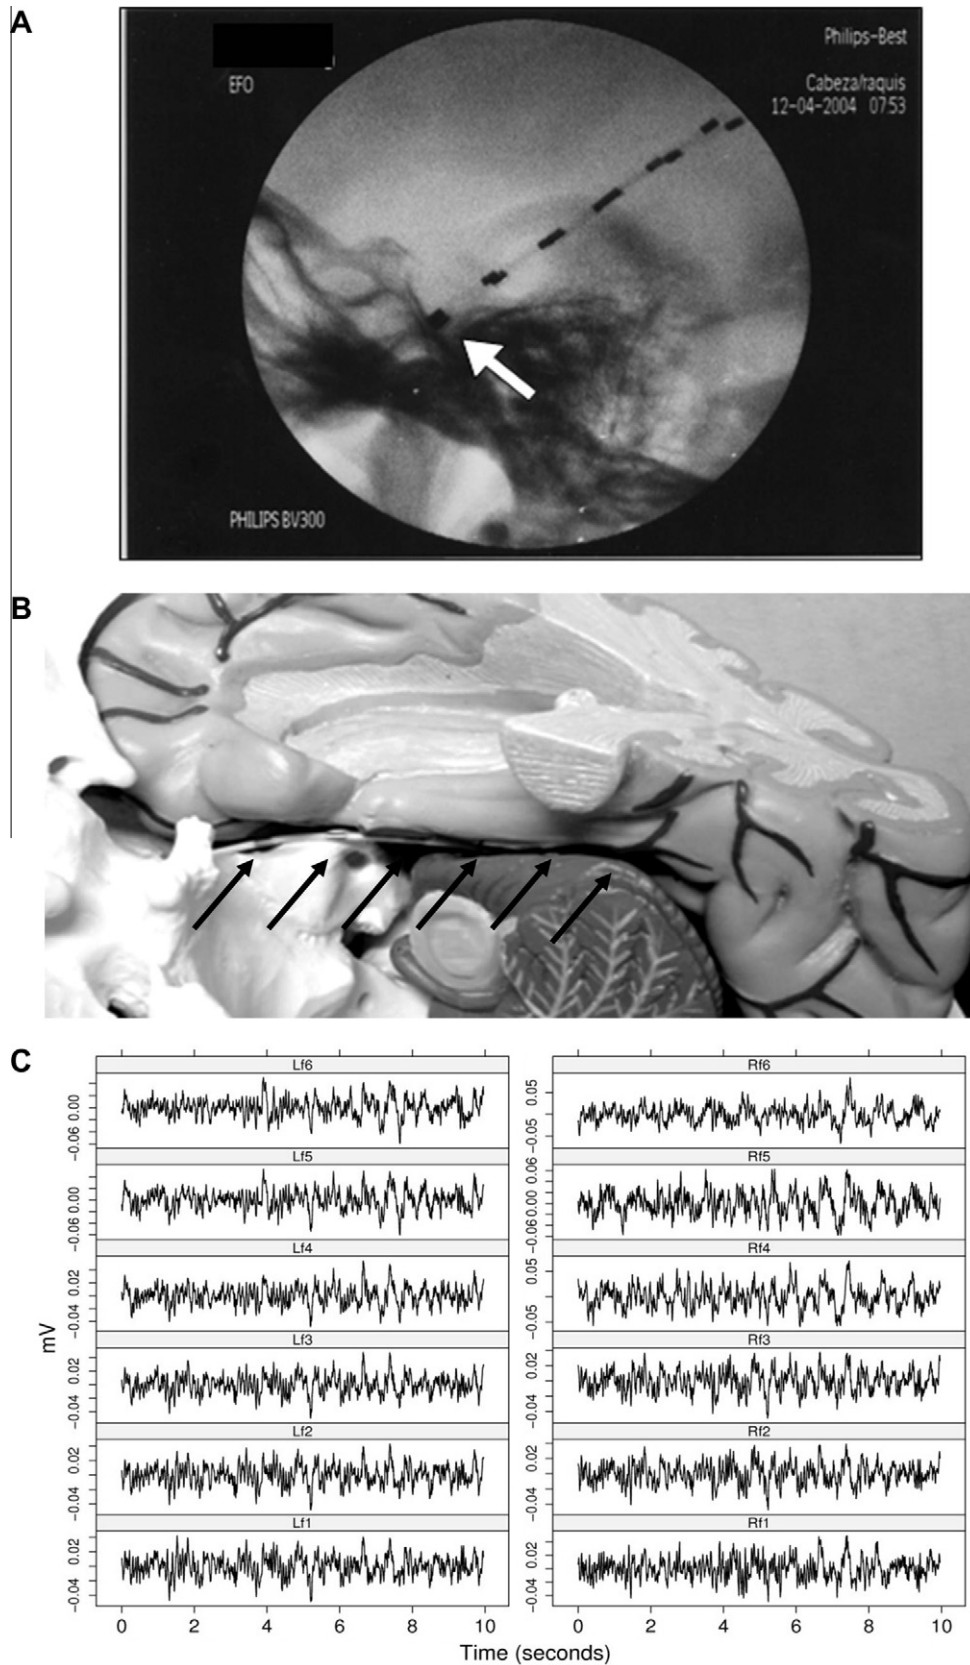 A
EFO
Philips-Best
Cabeza/raquis
12-04-2004 07:53
PHILIPS BV300
B
C
Lf6
0.00
-0.06
Lf5
0.00
-0.06
Lf4
0.02
-0.04
Lf3
0.02
-0.04
Lf2
0.02
-0.04
Lf1
0.02
-0.04
Rf6
0.05
-0.05
Rf5
0.06
0.00
-0.06
Rf4
0.05
-0.05
Rf3
0.02
-0.04
Rf2
0.02
-0.04
Rf1
0.02
-0.04
mV
0 2 4 6 8 10
0 2 4 6 8 10
Time (seconds)